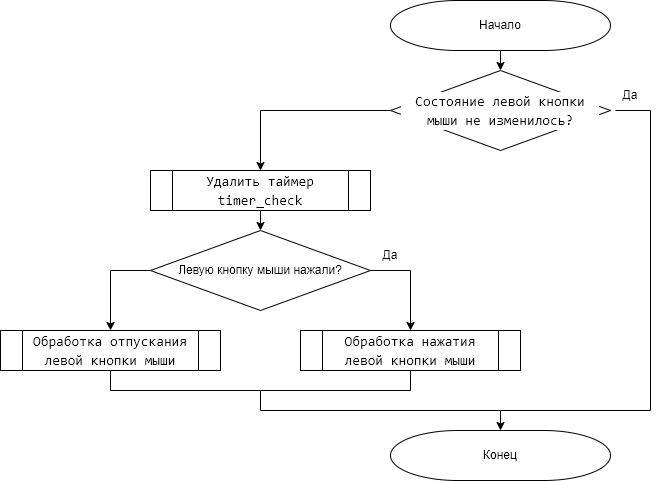 Начало
Состояние левой кнопки
мыши не изменилось?
Да
Удалить таймер
timer_check
Левую кнопку мыши нажали?
Да
Обработка отпускания
левой кнопки мыши
Обработка нажатия
левой кнопки мыши
Конец